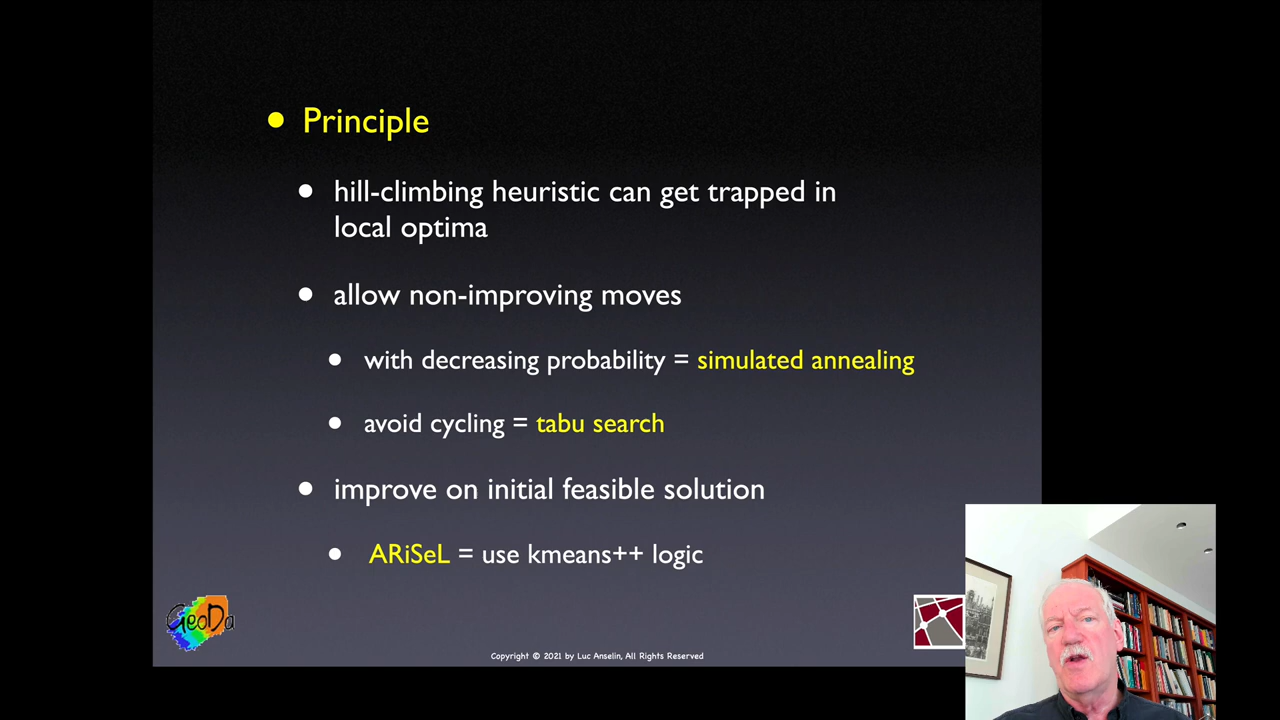 • Principle
• hill-climbing heuristic can get trapped in
local optima
• allow non-improving moves
• with decreasing probability = simulated annealing
• avoid cycling = tabu search
• improve on initial feasible solution
• ARiSeL = use kmeans++ logic
GeoDa
Copyright © 2021 by Luc Anselin, All Rights Reserved